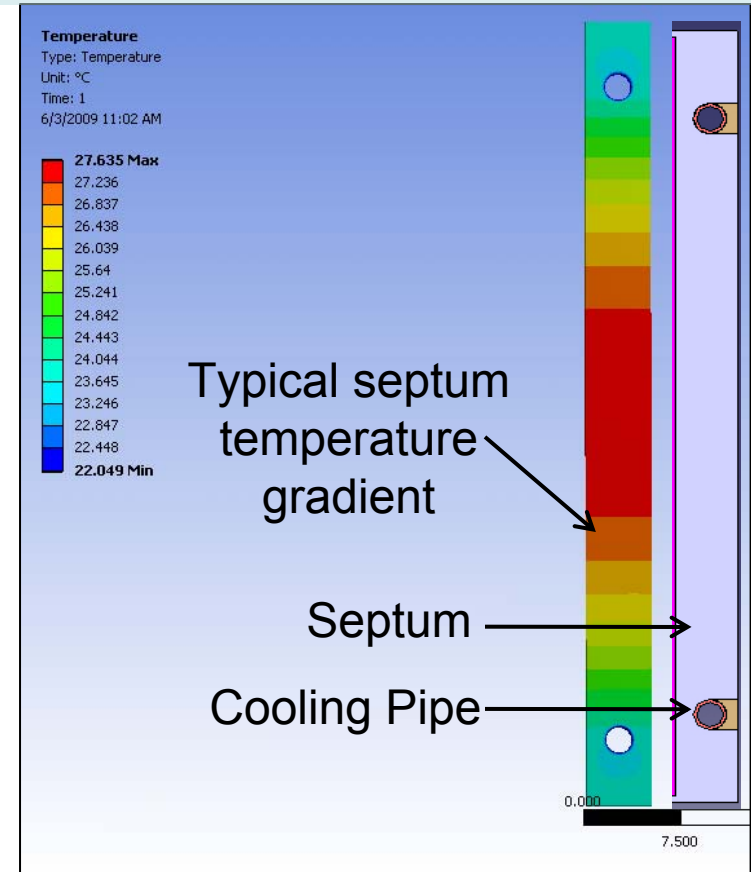 Temperature
Type: Temperature
Unit: °C
Time: 1
6/3/2009 11:02 AM
27.635 Max
27.236
26.837
26.438
26.039
25.64
25.241
24.842
24.443
24.044
23.645
23.246
22.847
22.448
22.049 Min
Typical septum
temperature
gradient
Septum
Cooling Pipe
0.000
7.500